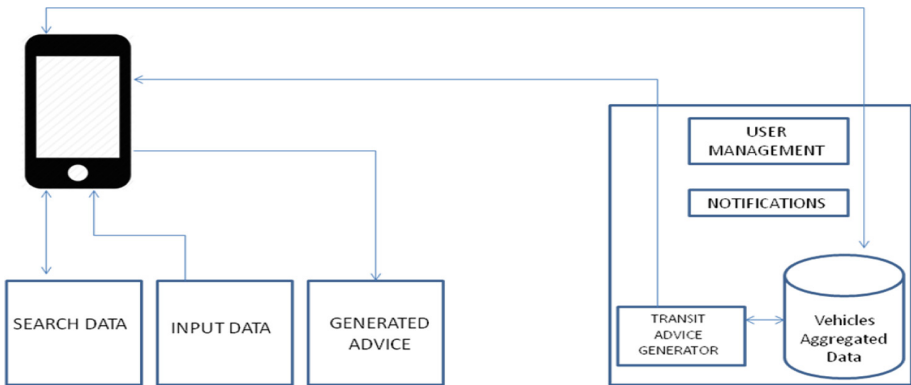 USER
MANAGEMENT
NOTIFICATIONS
SEARCH DATA
INPUT DATA
GENERATED
ADVICE
TRANSIT
ADVICE
GENERATOR
Vehicles
Aggregated
Data